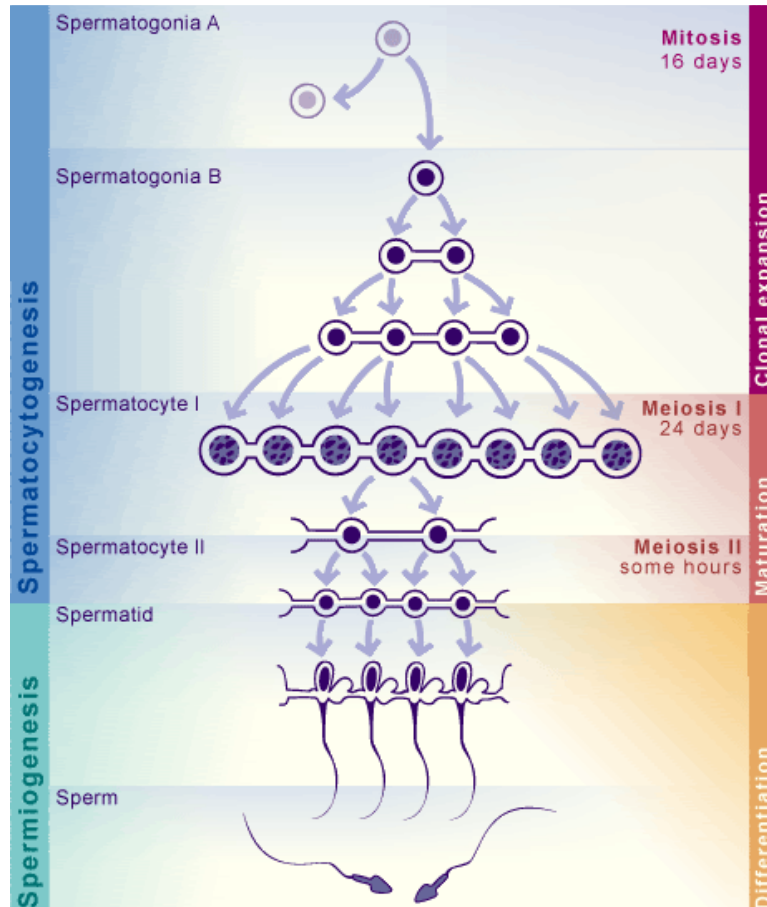 Spermatogonia A
Mitosis
16 days
Spermatogonia B
Clonal expansion
Spermatocytogenesis
Spermatocyte I
Meiosis I
24 days
Spermatocyte II
Meiosis II
some hours
Maturation
Spermatid
Spermiogenesis
Sperm
Differentiation